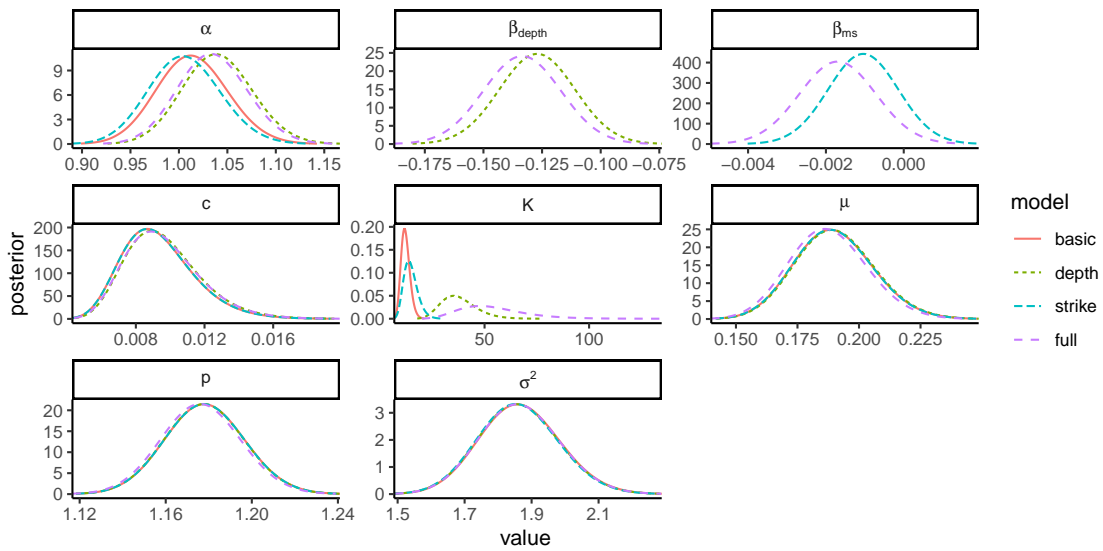 α
β_depth
β_ms
9
6
3
0
0.90 0.95 1.00 1.05 1.10 1.15
25
20
15
10
5
0
−0.175 −0.150 −0.125 −0.100 −0.075
400
300
200
100
0
−0.004 −0.002 0.000
posterior
c
K
μ
200
150
100
50
0
0.008 0.012 0.016
0.20
0.15
0.10
0.05
0.00
50 100
25
20
15
10
5
0
0.150 0.175 0.200 0.225
p
σ²
20
15
10
5
0
1.12 1.16 1.20 1.24
3
2
1
0
1.5 1.7 1.9 2.1
value
model
basic
depth
strike
full